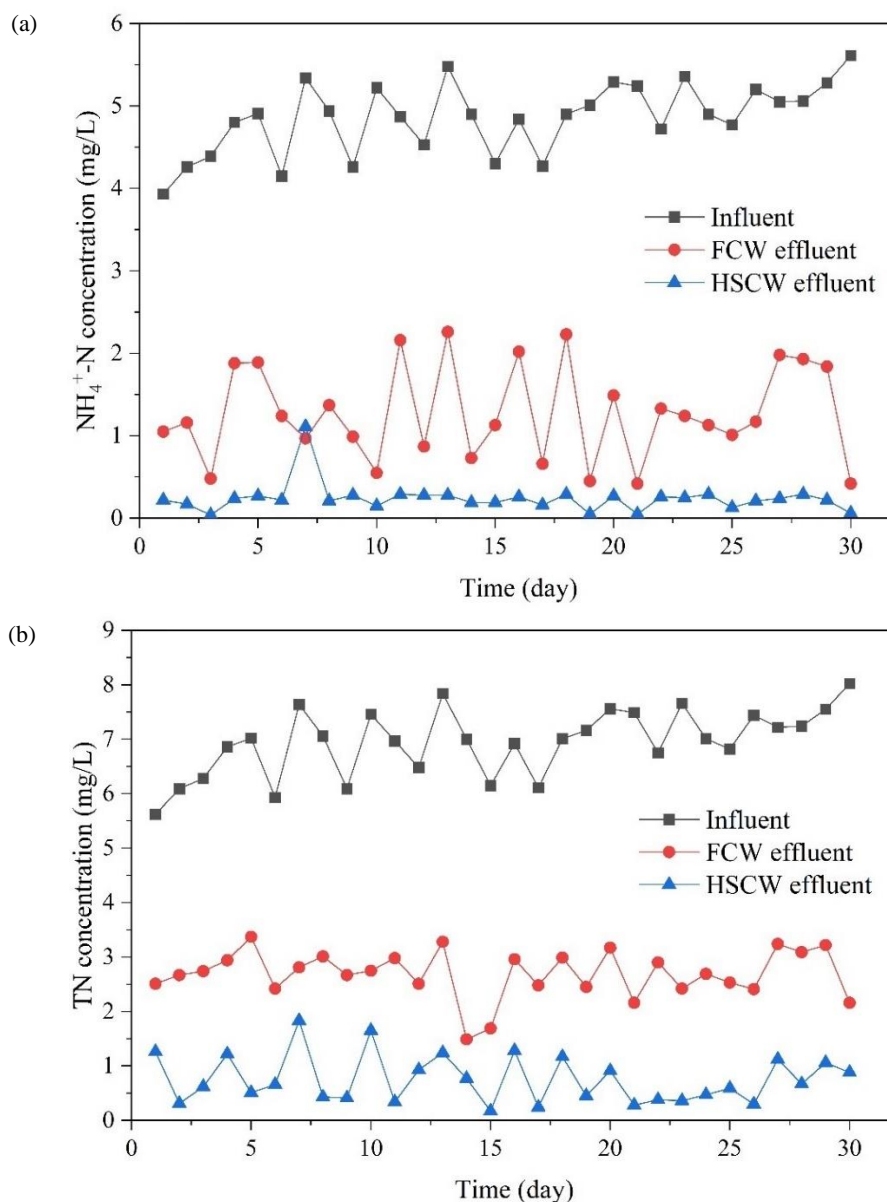 (a)
6
5
4
3
2
1
0
NH₄⁺-N concentration (mg/L)
Influent
FCW effluent
HSCW effluent
0 5 10 15 20 25 30
Time (day)
(b)
9
8
7
6
5
4
3
2
1
0
TN concentration (mg/L)
Influent
FCW effluent
HSCW effluent
0 5 10 15 20 25 30
Time (day)